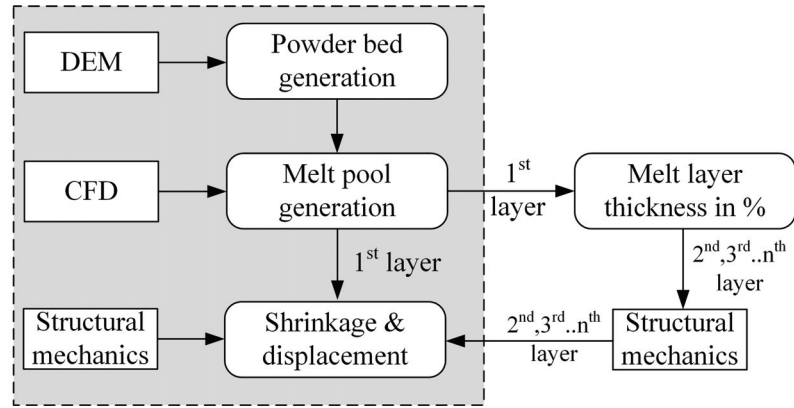 DEM
Powder bed
generation
CFD
Melt pool
generation
1st
layer
Melt layer
thickness in %
1st layer
2nd,3rd..nth
layer
Structural
mechanics
Shrinkage &
displacement
2nd,3rd..nth
layer
Structural
mechanics